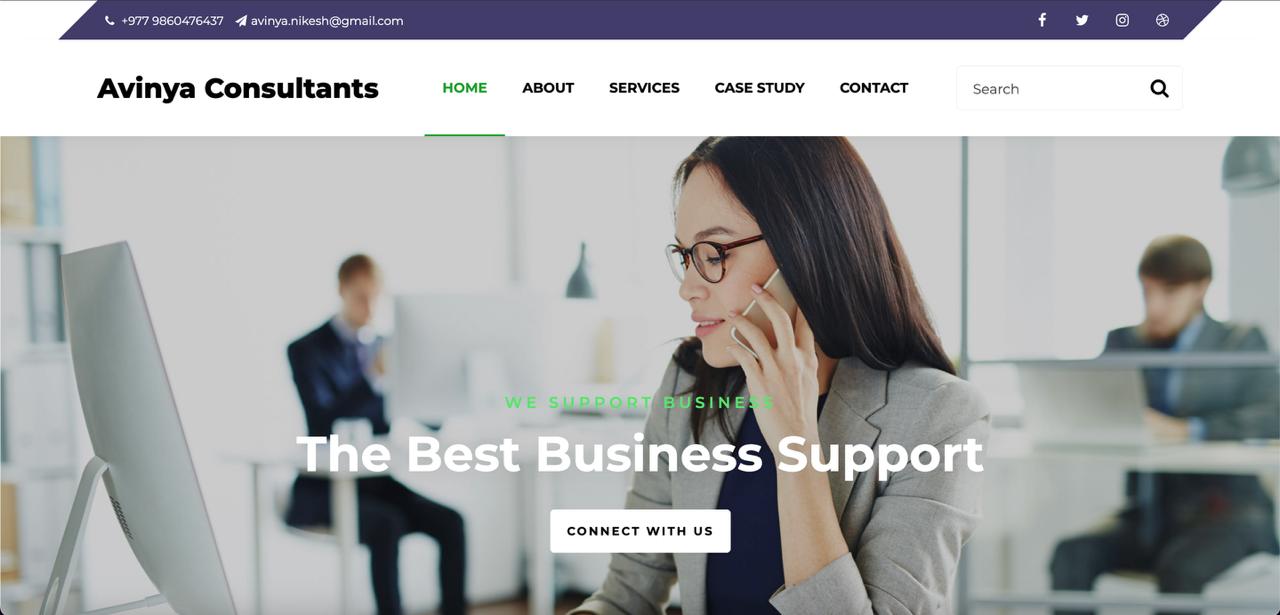 +977 9860476437 avinya.nikesh@gmail.com
Avinya Consultants
HOME ABOUT SERVICES CASE STUDY CONTACT
Search
WE SUPPORT BUSINESS
The Best Business Support
CONNECT WITH US